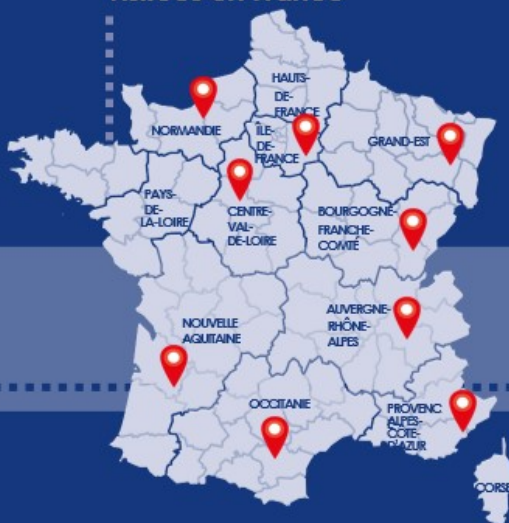 HAUTS-
DE-
FRANCE
NORMANDIE
ÎLE-
DE-
FRANCE
GRAND-EST
PAYS-
DE-
LA-LOIRE
CENTRE-
VAL-
DE-LOIRE
BOURGOGNE-
FRANCHE-
COMTÉ
NOUVELLE
AQUITAINE
AUVERGNE-
RHÔNE-
ALPES
OCCITANIE
PROVENC
ALPES-
CÔTE-
D'AZUR
CORSE